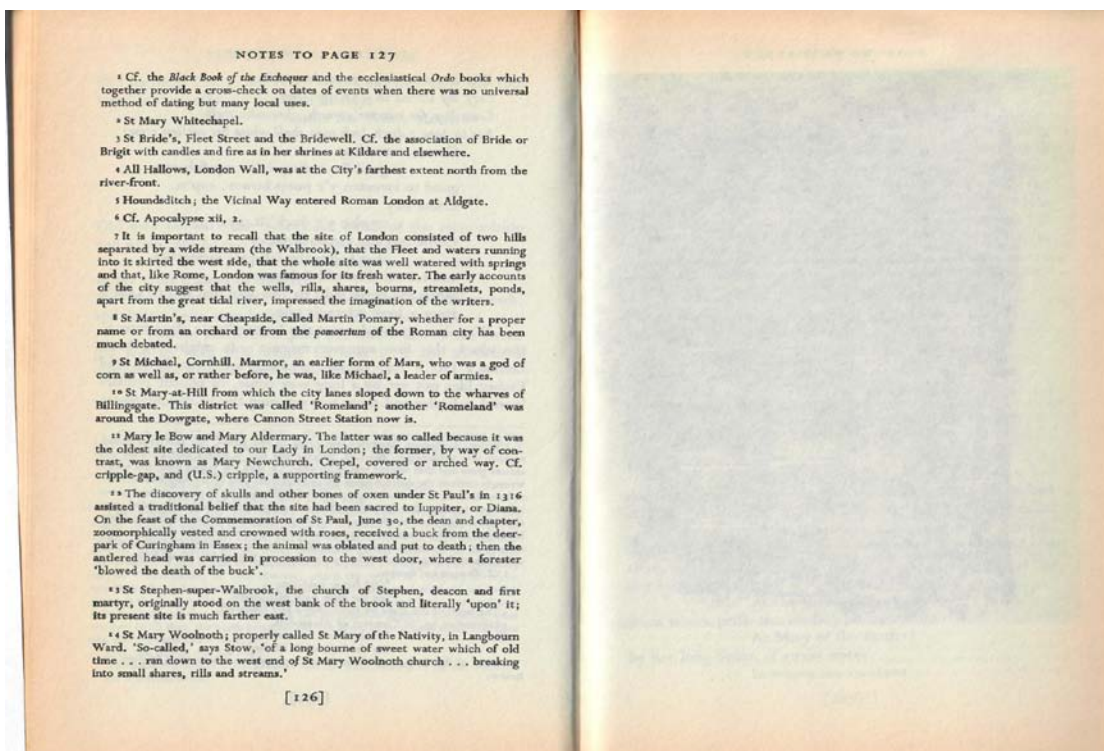 NOTES TO PAGE 127
1 Cf. the Black Book of the Exchequer and the ecclesiastical Ordo books which
together provide a cross-check on dates of events when there was no universal
method of dating but many local uses.
2 St Mary Whitechapel.
3 St Bride's, Fleet Street and the Bridewell. Cf. the association of Bride or
Brigit with candles and fire as in her shrines at Kildare and elsewhere.
4 All Hallows, London Wall, was at the City's farthest extent north from the
river-front.
5 Houndsditch; the Vicinal Way entered Roman London at Aldgate.
6 Cf. Apocalypse xii, 2.
7 It is important to recall that the site of London consisted of two hills
separated by a wide stream (the Walbrook), that the Fleet and waters running
into it skirted the west side, that the whole site was well watered with springs
and that, like Rome, London was famous for its fresh water. The early accounts
of the city suggest that the wells, rills, shares, bourns, streamlets, ponds,
apart from the great tidal river, impressed the imagination of the writers.
8 St Martin's, near Cheapside, called Martin Pomary, whether for a proper
name or from an orchard or from the pomoerium of the Roman city has been
much debated.
9 St Michael, Cornhill. Marmor, an earlier form of Mars, who was a god of
corn as well as, or rather before, he was, like Michael, a leader of armies.
10 St Mary-at-Hill from which the city lanes sloped down to the wharves of
Billingsgate. This district was called 'Romeland'; another 'Romeland' was
around the Dowgate, where Cannon Street Station now is.
11 Mary le Bow and Mary Aldermary. The latter was so called because it was
the oldest site dedicated to our Lady in London; the former, by way of con-
trast, was known as Mary Newchurch. Crepel, covered or arched way. Cf.
cripple-gap, and (U.S.) cripple, a supporting framework.
12 The discovery of skulls and other bones of oxen under St Paul's in 1316
assisted a traditional belief that the site had been sacred to Iuppiter, or Diana.
On the feast of the Commemoration of St Paul, June 30, the dean and chapter,
zoomorphically vested and crowned with roses, received a buck from the deer-
park of Curingham in Essex; the animal was oblated and put to death; then the
antlered head was carried in procession to the west door, where a forester
'blowed the death of the buck'.
13 St Stephen-super-Walbrook, the church of Stephen, deacon and first
martyr, originally stood on the west bank of the brook and literally 'upon' it;
its present site is much farther east.
14 St Mary Woolnoth; properly called St Mary of the Nativity, in Langbourn
Ward. 'So-called,' says Stow, 'of a long bourne of sweet water which of old
time . . . ran down to the west end of St Mary Woolnoth church . . . breaking
into small shares, rills and streams.'
[126]